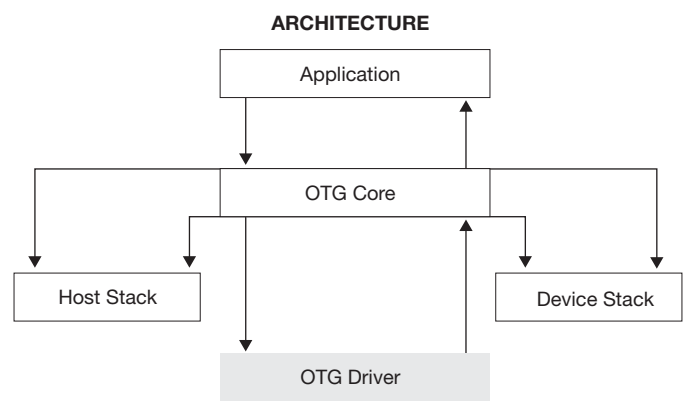 ARCHITECTURE
Application
OTG Core
Host Stack
Device Stack
OTG Driver